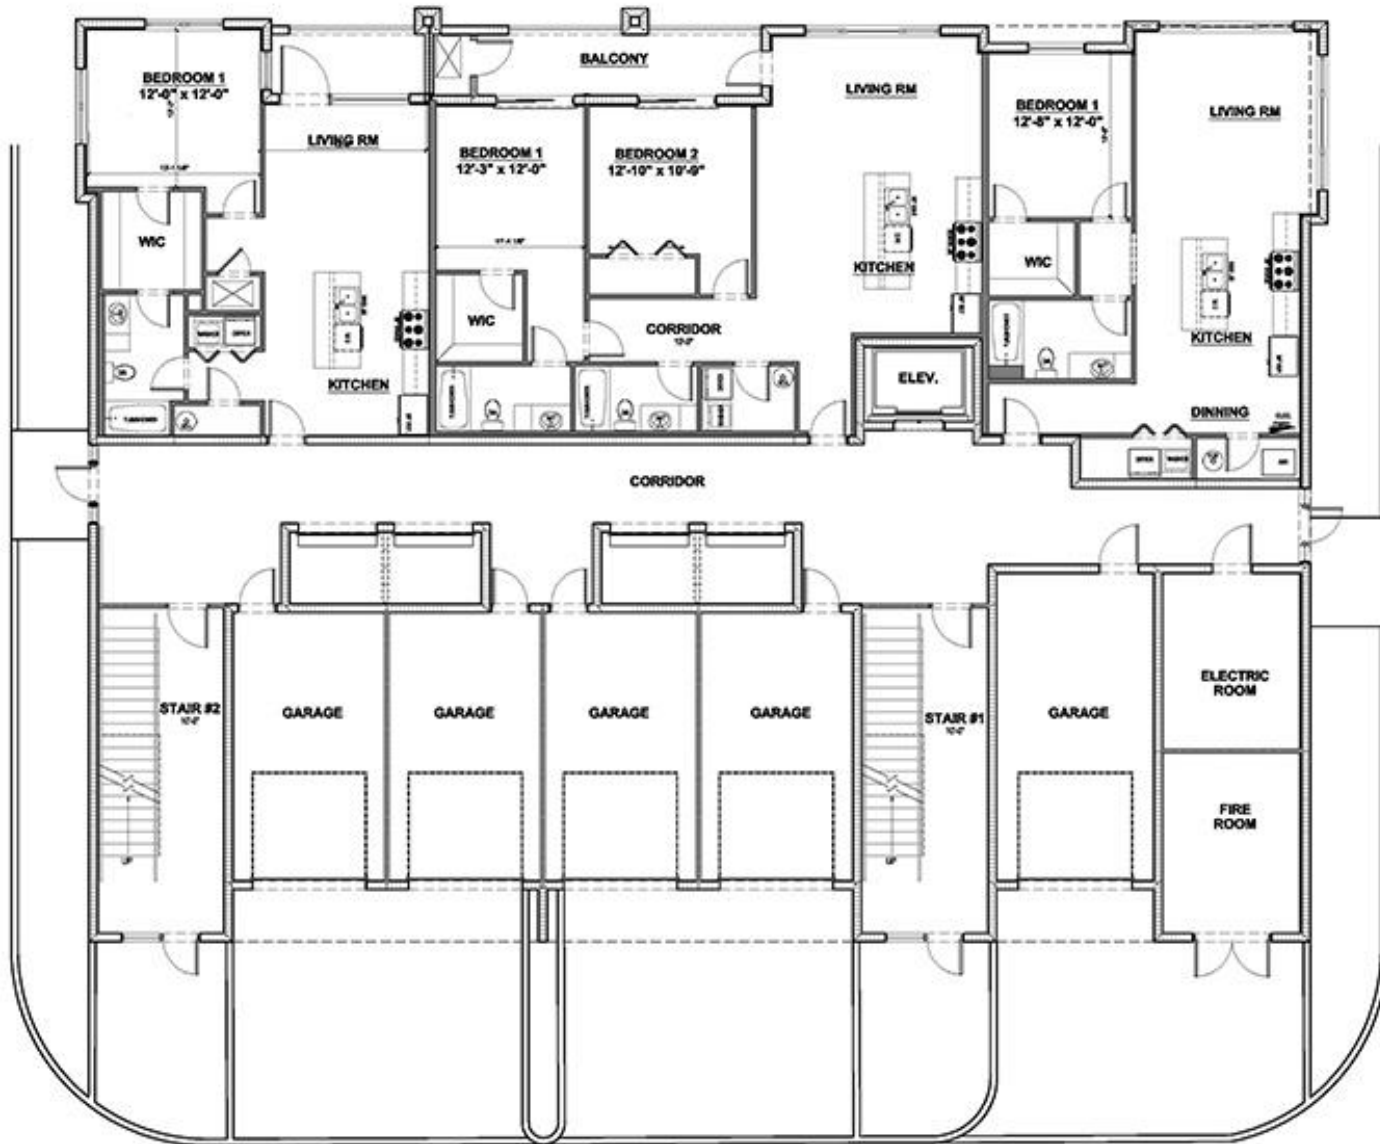 BALCONY
BEDROOM 1
12'-0" x 12'-0"
LIVING RM
BEDROOM 1
12'-8" x 12'-0"
LIVING RM
LIVING RM
BEDROOM 1
12'-3" x 12'-0"
BEDROOM 2
12'-10" x 10'-9"
WIC
WIC
KITCHEN
WIC
CORRIDOR
KITCHEN
KITCHEN
ELEV.
DINNING
CORRIDOR
STAIR #2
GARAGE
GARAGE
GARAGE
GARAGE
STAIR #1
GARAGE
ELECTRIC
ROOM
FIRE
ROOM
UP
UP